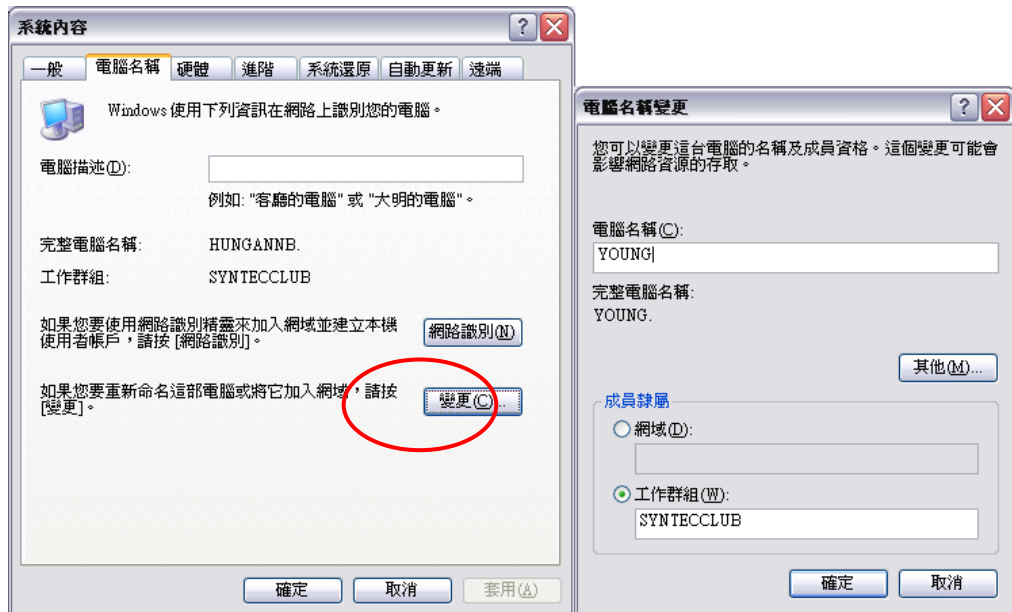 系統內容
一般 電腦名稱 硬體 進階 系統還原 自動更新 遠端
Windows 使用下列資訊在網路上識別您的電腦。
電腦描述(D):
例如: "客廳的電腦" 或 "大明的電腦"。
完整電腦名稱: HUNGANNB.
工作群組: SYNTECCLUB
如果您要使用網路識別精靈來加入網域並建立本機
使用者帳戶,請按 [網路識別]。
網路識別(N)
如果您要重新命名這部電腦或將它加入網域,請按
[變更]。
變更(C)...
確定 取消 套用(A)
電腦名稱變更
您可以變更這台電腦的名稱及成員資格。這個變更可能會
影響網路資源的存取。
電腦名稱(C):
YOUNG
完整電腦名稱:
YOUNG.
其他(M)...
成員隸屬
網域(D):
工作群組(W):
SYNTECCLUB
確定 取消